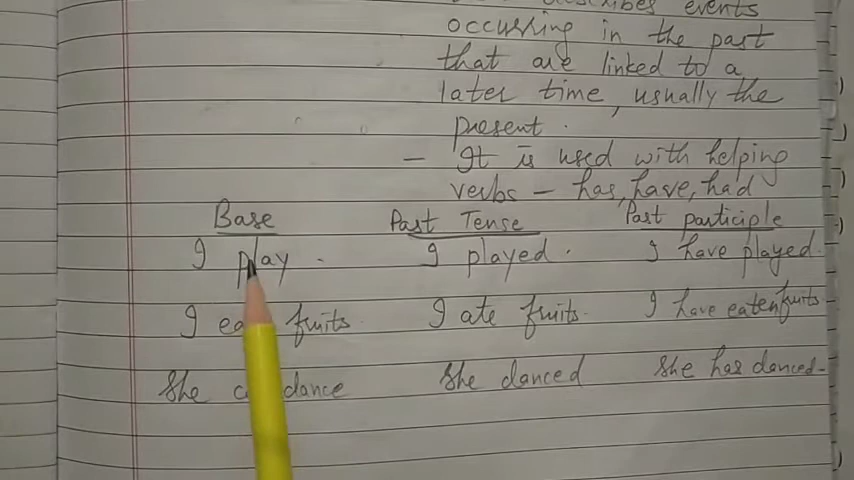 describes events
occurring in the past
that are linked to a
later time, usually the
present.
- It is used with helping
verbs - has, have, had
Base Past Tense Past participle
I play. I played. I have played.
I fruits. I ate fruits. I have eaten fruits.
She dance She danced She has danced.